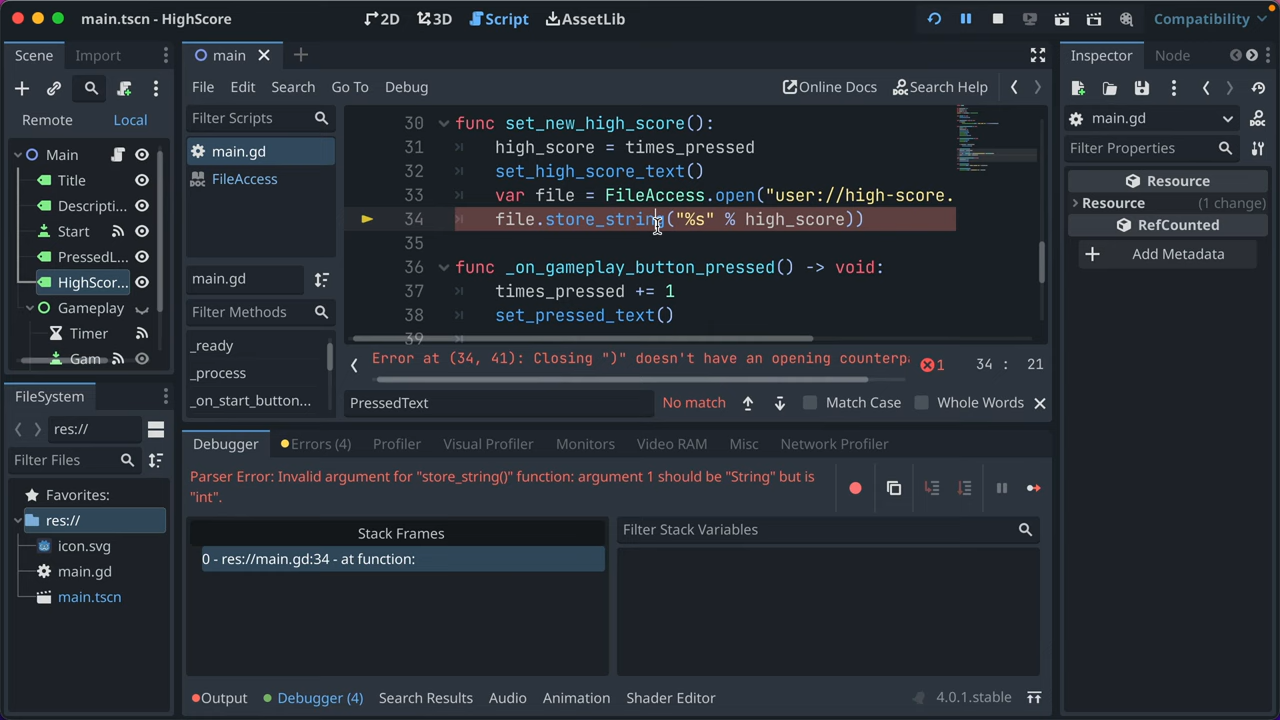 main.tscn - HighScore
2D
3D
Script
AssetLib
Compatibility
Scene
Import
main
Inspector
Node
File
Edit
Search
Go To
Debug
Online Docs
Search Help
Remote
Local
Filter Scripts
main.gd
FileAccess
main.gd
Filter Methods
_ready
_process
_on_start_button...
Main
Title
Descripti...
Start
PressedL...
HighScor...
Gameplay
Timer
Gam
30 func set_new_high_score():
31 high_score = times_pressed
32 set_high_score_text()
33 var file = FileAccess.open("user://high-score.
34 file.store_string("%s" % high_score))
35
36 func _on_gameplay_button_pressed() -> void:
37 times_pressed += 1
38 set_pressed_text()
39
Error at (34, 41): Closing ")" doesn't have an opening counterp
1
34 : 21
PressedText
No match
Match Case
Whole Words
main.gd
Filter Properties
Resource
Resource (1 change)
RefCounted
Add Metadata
FileSystem
res://
Filter Files
Favorites:
res://
icon.svg
main.gd
main.tscn
Debugger
Errors (4)
Profiler
Visual Profiler
Monitors
Video RAM
Misc
Network Profiler
Parser Error: Invalid argument for "store_string()" function: argument 1 should be "String" but is
"int".
Stack Frames
0 - res://main.gd:34 - at function:
Filter Stack Variables
Output
Debugger (4)
Search Results
Audio
Animation
Shader Editor
4.0.1.stable